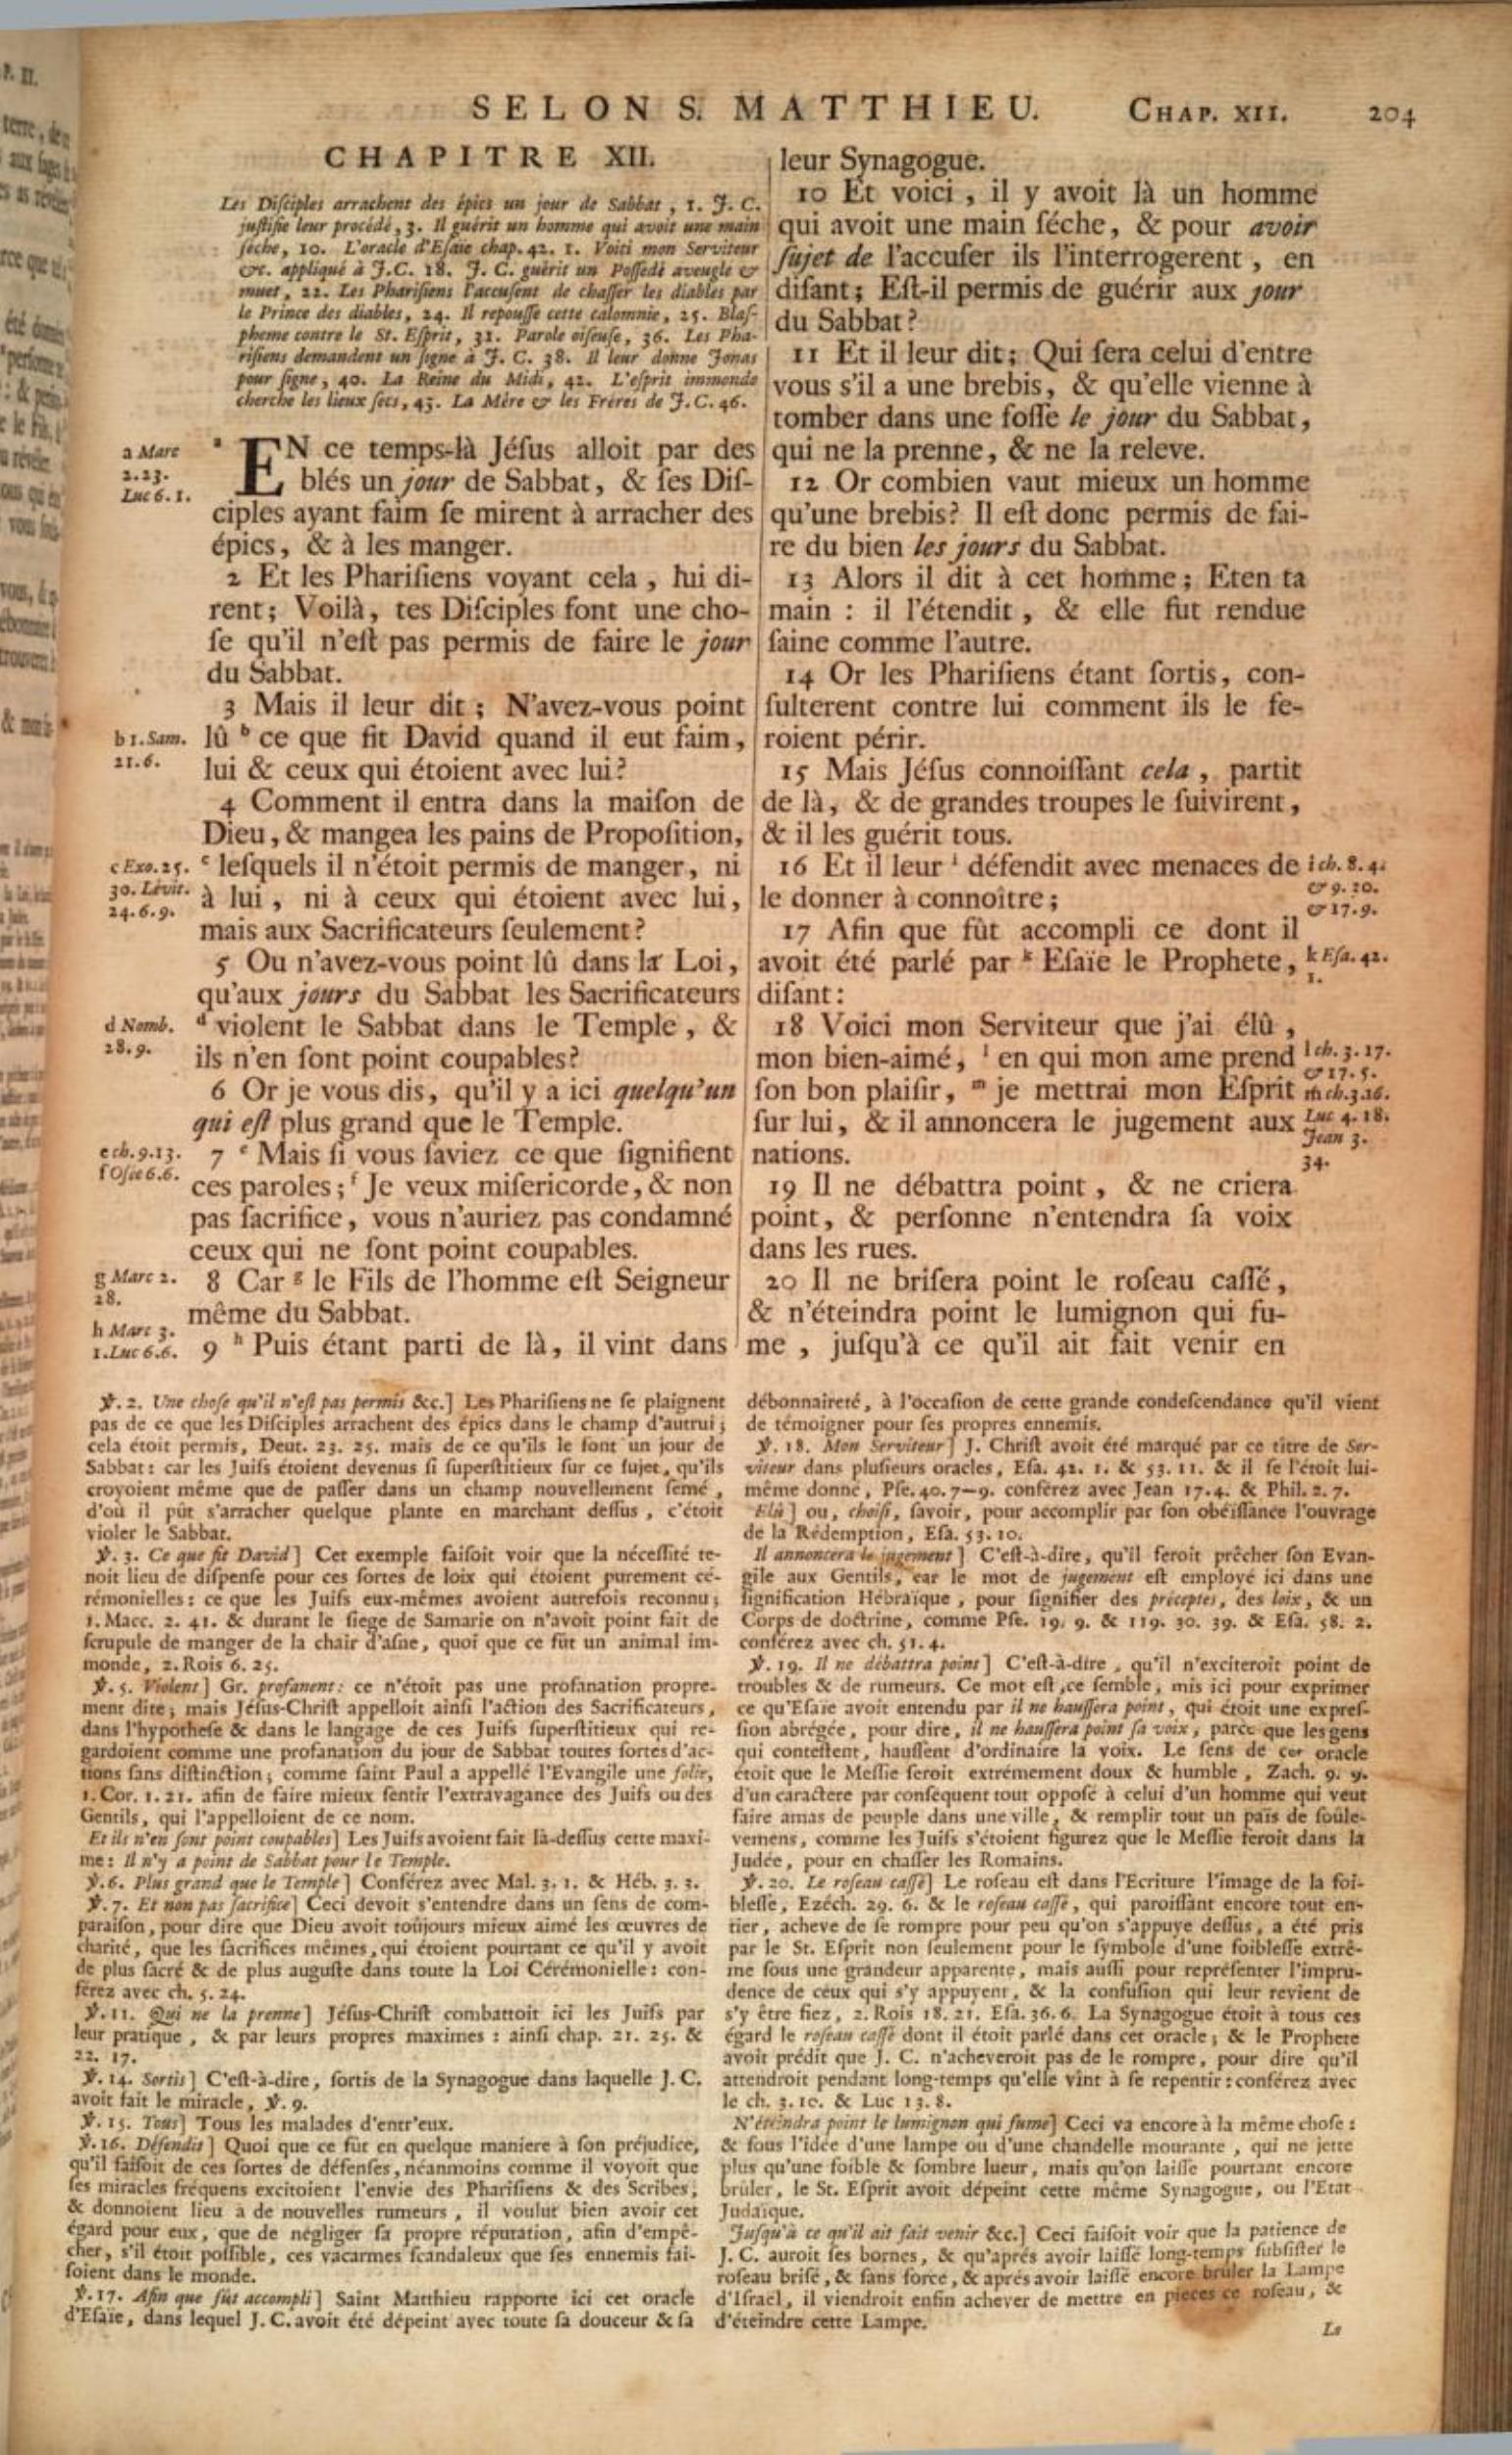 SELON S. MATTHIEU. CHAP. XII. 204
CHAPITRE XII.
Les Diſciples arrachent des épics un jour de Sabbat, 1. J. C.
juſtifie leur procédé, 3. Il guérit un homme qui avoit une main
ſéche, 10. L'oracle d'Eſaïe chap. 42. 1. Voici mon Serviteur
&c. appliqué à J.C. 18. J. C. guérit un Poſſédé aveugle &
muet, 22. Les Phariſiens l'accuſent de chaſſer les diables par
le Prince des diables, 24. Il repouſſe cette calomnie, 25. Blaſ-
pheme contre le St. Eſprit, 31. Parole oiſeuſe, 36. Les Pha-
riſiens demandent un ſigne à J. C. 38. Il leur donne Jonas
pour ſigne, 40. La Reine du Midi, 42. L'eſprit immonde
cherche les lieux ſecs, 43. La Mére & les Fréres de J.C. 46.
a Marc
2.23.
Luc 6. 1.
ᵃ EN ce temps-là Jéſus alloit par des
blés un jour de Sabbat, & ſes Diſ-
ciples ayant faim ſe mirent à arracher des
épics, & à les manger.
2 Et les Phariſiens voyant cela, lui di-
rent; Voilà, tes Diſciples font une cho-
ſe qu'il n'eſt pas permis de faire le jour
du Sabbat.
3 Mais il leur dit; N'avez-vous point
b 1. Sam.
21.6.
lû ᵇ ce que fit David quand il eut faim,
lui & ceux qui étoient avec lui?
4 Comment il entra dans la maiſon de
Dieu, & mangea les pains de Propoſition,
c Exo. 25.
30. Lévit.
24.6.9.
ᶜ leſquels il n'étoit permis de manger, ni
à lui, ni à ceux qui étoient avec lui,
mais aux Sacrificateurs ſeulement?
5 Ou n'avez-vous point lû dans la Loi,
qu'aux jours du Sabbat les Sacrificateurs
d Nomb.
28.9.
ᵈ violent le Sabbat dans le Temple, &
ils n'en ſont point coupables?
6 Or je vous dis, qu'il y a ici quelqu'un
qui eſt plus grand que le Temple.
e ch. 9.13.
f Oſée 6.6.
7 ᵉ Mais ſi vous ſaviez ce que ſignifient
ces paroles; ᶠ Je veux miſericorde, & non
pas ſacrifice, vous n'auriez pas condamné
ceux qui ne ſont point coupables.
g Marc 2.
28.
8 Car ᵍ le Fils de l'homme eſt Seigneur
même du Sabbat.
h Marc 3.
1. Luc 6.6.
9 ʰ Puis étant parti de là, il vint dans
leur Synagogue.
10 Et voici, il y avoit là un homme
qui avoit une main ſéche, & pour avoir
ſujet de l'accuſer ils l'interrogerent, en
diſant; Eſt-il permis de guérir aux jour
du Sabbat?
11 Et il leur dit; Qui ſera celui d'entre
vous s'il a une brebis, & qu'elle vienne à
tomber dans une foſſe le jour du Sabbat,
qui ne la prenne, & ne la releve.
12 Or combien vaut mieux un homme
qu'une brebis? Il eſt donc permis de fai-
re du bien les jours du Sabbat.
13 Alors il dit à cet homme; Eten ta
main: il l'étendit, & elle fut rendue
ſaine comme l'autre.
14 Or les Phariſiens étant ſortis, con-
ſulterent contre lui comment ils le fe-
roient périr.
15 Mais Jéſus connoiſſant cela, partit
de là, & de grandes troupes le ſuivirent,
& il les guérit tous.
16 Et il leur ⁱ défendit avec menaces de
le donner à connoître;
i ch. 8. 4.
& 9. 30.
& 17. 9.
17 Afin que fût accompli ce dont il
avoit été parlé par ᵏ Eſaïe le Prophete,
diſant:
k Eſa. 42.
1.
18 Voici mon Serviteur que j'ai élû,
mon bien-aimé, ˡ en qui mon ame prend
ſon bon plaiſir, ᵐ je mettrai mon Eſprit
ſur lui, & il annoncera le jugement aux
nations.
l ch. 3. 17.
& 17. 5.
m ch. 3.16.
Luc 4. 18.
Jean 3.
34.
19 Il ne débattra point, & ne criera
point, & perſonne n'entendra ſa voix
dans les rues.
20 Il ne briſera point le roſeau caſſé,
& n'éteindra point le lumignon qui fu-
me, juſqu'à ce qu'il ait fait venir en
℣. 2. Une choſe qu'il n'eſt pas permis &c.] Les Phariſiens ne ſe plaignent
pas de ce que les Diſciples arrachent des épics dans le champ d'autrui;
cela étoit permis, Deut. 23. 25. mais de ce qu'ils le font un jour de
Sabbat: car les Juifs étoient devenus ſi ſuperſtitieux ſur ce ſujet, qu'ils
croyoient même que de paſſer dans un champ nouvellement ſemé,
d'où il pût s'arracher quelque plante en marchant deſſus, c'étoit
violer le Sabbat.
℣. 3. Ce que fit David] Cet exemple faiſoit voir que la néceſſité te-
noit lieu de diſpenſe pour ces ſortes de loix qui étoient purement cé-
rémonielles: ce que les Juifs eux-mêmes avoient autrefois reconnu;
1. Macc. 2. 41. & durant le ſiege de Samarie on n'avoit point fait de
ſcrupule de manger de la chair d'aſne, quoi que ce fût un animal im-
monde, 2. Rois 6. 25.
℣. 5. Violent] Gr. profanent: ce n'étoit pas une profanation propre-
ment dite; mais Jéſus-Chriſt appelloit ainſi l'action des Sacrificateurs,
dans l'hypotheſe & dans le langage de ces Juifs ſuperſtitieux qui re-
gardoient comme une profanation du jour de Sabbat toutes ſortes d'ac-
tions ſans diſtinction; comme ſaint Paul a appellé l'Evangile une folie,
1. Cor. 1. 21. afin de faire mieux ſentir l'extravagance des Juifs ou des
Gentils, qui l'appelloient de ce nom.
Et ils n'en ſont point coupables] Les Juifs avoient fait là-deſſus cette maxi-
me: Il n'y a point de Sabbat pour le Temple.
℣. 6. Plus grand que le Temple] Conférez avec Mal. 3. 1. & Héb. 3. 3.
℣. 7. Et non pas ſacrifice] Ceci devoit s'entendre dans un ſens de com-
paraiſon, pour dire que Dieu avoit toûjours mieux aimé les œuvres de
charité, que les ſacrifices mêmes, qui étoient pourtant ce qu'il y avoit
de plus ſacré & de plus auguſte dans toute la Loi Cérémonielle: con-
férez avec ch. 5. 24.
℣. 11. Qui ne la prenne] Jéſus-Chriſt combattoit ici les Juifs par
leur pratique, & par leurs propres maximes: ainſi chap. 21. 25. &
22. 17.
℣. 14. Sortis] C'eſt-à-dire, ſortis de la Synagogue dans laquelle J. C.
avoit fait le miracle, ℣. 9.
℣. 15. Tous] Tous les malades d'entr'eux.
℣. 16. Défendit] Quoi que ce fût en quelque maniere à ſon préjudice,
qu'il faiſoit de ces ſortes de défenſes, néanmoins comme il voyoit que
ſes miracles fréquens excitoient l'envie des Phariſiens & des Scribes,
& donnoient lieu à de nouvelles rumeurs, il voulut bien avoir cet
égard pour eux, que de négliger ſa propre réputation, afin d'empê-
cher, s'il étoit poſſible, ces vacarmes ſcandaleux que ſes ennemis fai-
ſoient dans le monde.
℣. 17. Afin que fût accompli] Saint Matthieu rapporte ici cet oracle
d'Eſaïe, dans lequel J. C. avoit été dépeint avec toute ſa douceur & ſa
débonnaireté, à l'occaſion de cette grande condeſcendance qu'il vient
de témoigner pour ſes propres ennemis.
℣. 18. Mon Serviteur] J. Chriſt avoit été marqué par ce titre de Ser-
viteur dans pluſieurs oracles, Eſa. 42. 1. & 53. 11. & il ſe l'étoit lui-
même donné, Pſe. 40. 7-9. conférez avec Jean 17. 4. & Phil. 2. 7.
Elû] ou, choiſi, ſavoir, pour accomplir par ſon obéïſſance l'ouvrage
de la Rédemption, Eſa. 53. 10.
Il annoncera le jugement] C'eſt-à-dire, qu'il feroit prêcher ſon Evan-
gile aux Gentils, car le mot de jugement eſt employé ici dans une
ſignification Hébraïque, pour ſignifier des préceptes, des loix, & un
Corps de doctrine, comme Pſe. 19. 9. & 119. 30. 39. & Eſa. 58. 2.
conférez avec ch. 51. 4.
℣. 19. Il ne débattra point] C'eſt-à-dire, qu'il n'exciteroit point de
troubles & de rumeurs. Ce mot eſt, ce ſemble, mis ici pour exprimer
ce qu'Eſaïe avoit entendu par il ne hauſſera point, qui étoit une expreſ-
ſion abrégée, pour dire, il ne hauſſera point ſa voix, parce que les gens
qui conteſtent, hauſſent d'ordinaire la voix. Le ſens de cet oracle
étoit que le Meſſie ſeroit extrémement doux & humble, Zach. 9. 9.
d'un caractere par conſéquent tout oppoſé à celui d'un homme qui veut
faire amas de peuple dans une ville, & remplir tout un païs de ſoûle-
vemens, comme les Juifs s'étoient figurez que le Meſſie feroit dans la
Judée, pour en chaſſer les Romains.
℣. 20. Le roſeau caſſé] Le roſeau eſt dans l'Ecriture l'image de la foi-
bleſſe, Ezéch. 29. 6. & le roſeau caſſé, qui paroiſſant encore tout en-
tier, acheve de ſe rompre pour peu qu'on s'appuye deſſus, a été pris
par le St. Eſprit non ſeulement pour le ſymbole d'une foibleſſe extrê-
me ſous une grandeur apparente, mais auſſi pour repréſenter l'impru-
dence de ceux qui s'y appuyent, & la confuſion qui leur revient de
s'y être fiez, 2. Rois 18. 21. Eſa. 36. 6. La Synagogue étoit à tous ces
égard le roſeau caſſé dont il étoit parlé dans cet oracle; & le Prophete
avoit prédit que J. C. n'acheveroit pas de le rompre, pour dire qu'il
attendroit pendant long-temps qu'elle vînt à ſe repentir: conférez avec
le ch. 3. 10. & Luc 13. 8.
N'éteindra point le lumignon qui fume] Ceci va encore à la même choſe:
& ſous l'idée d'une lampe ou d'une chandelle mourante, qui ne jette
plus qu'une foible & ſombre lueur, mais qu'on laiſſe pourtant encore
brûler, le St. Eſprit avoit dépeint cette même Synagogue, ou l'Etat
Judaïque.
Juſqu'à ce qu'il ait fait venir &c.] Ceci faiſoit voir que la patience de
J. C. auroit ſes bornes, & qu'aprés avoir laiſſé long-temps ſubſiſter le
roſeau briſé, & ſans force, & aprés avoir laiſſé encore brûler la Lampe
d'Iſraël, il viendroit enfin achever de mettre en pieces ce roſeau, &
d'éteindre cette Lampe.